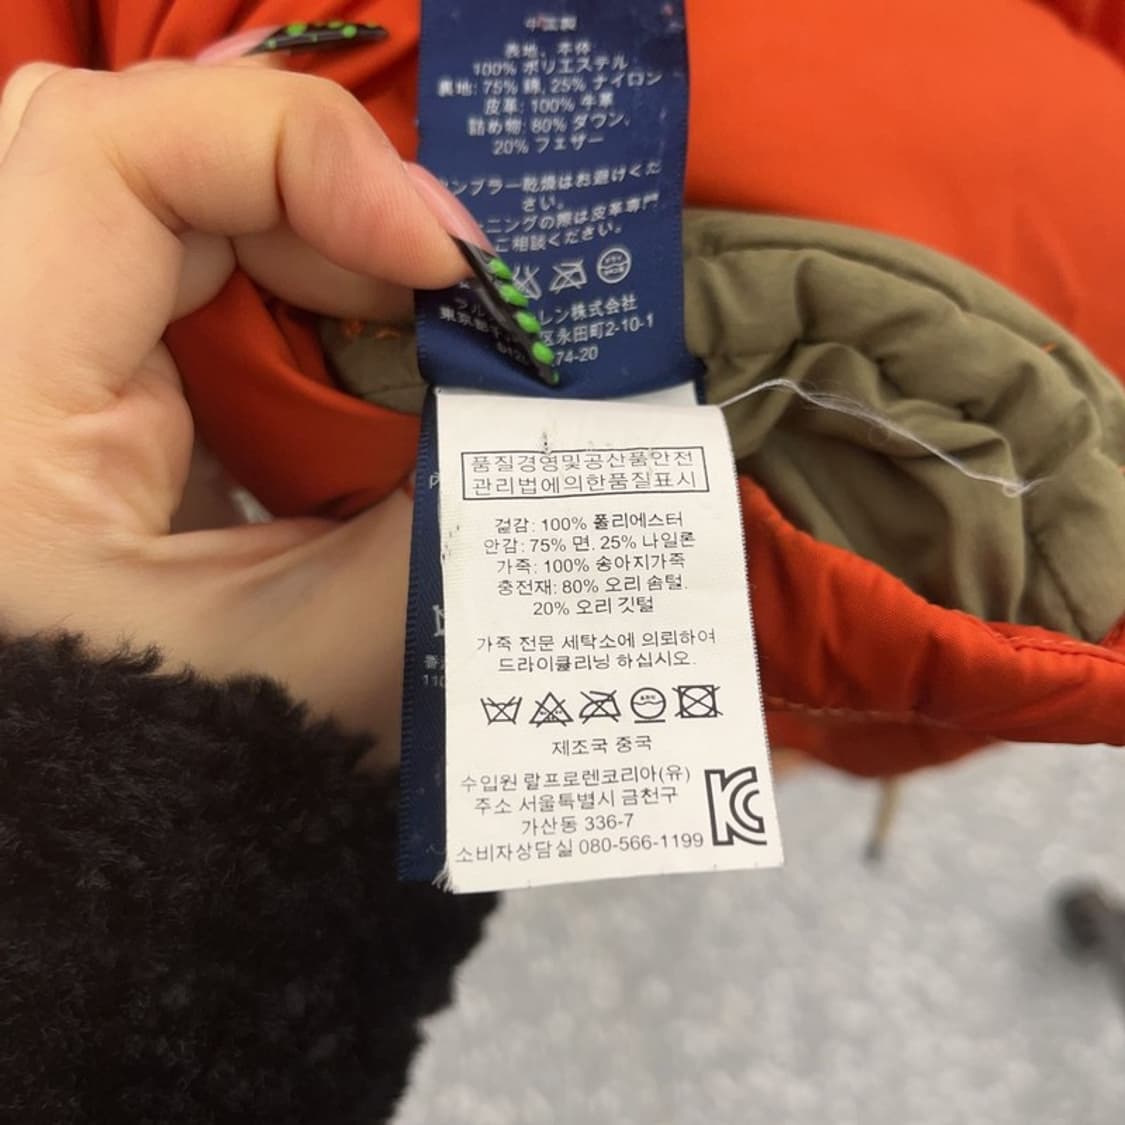 中国製
表地、本体
100% ポリエステル
裏地: 75% 綿, 25% ナイロン
皮革: 100% 牛革
詰め物: 80% ダウン,
20% フェザー
ンブラー乾燥はお避けくだ
さい。
ニングの際は皮革専門
ご相談ください。
レン株式会社
東京都 区永田町2-10-1
74-20
품질경영및공산품안전
관리법에의한품질표시
겉감: 100% 폴리에스터
안감: 75% 면. 25% 나일론
가죽: 100% 송아지가죽
충전재: 80% 오리 솜털.
20% 오리 깃털
가죽 전문 세탁소에 의뢰하여
드라이클리닝 하십시오.
제조국 중국
수입원 랄프로렌코리아(유)
주소 서울특별시 금천구
가산동 336-7
소비자상담실 080-566-1199
KC